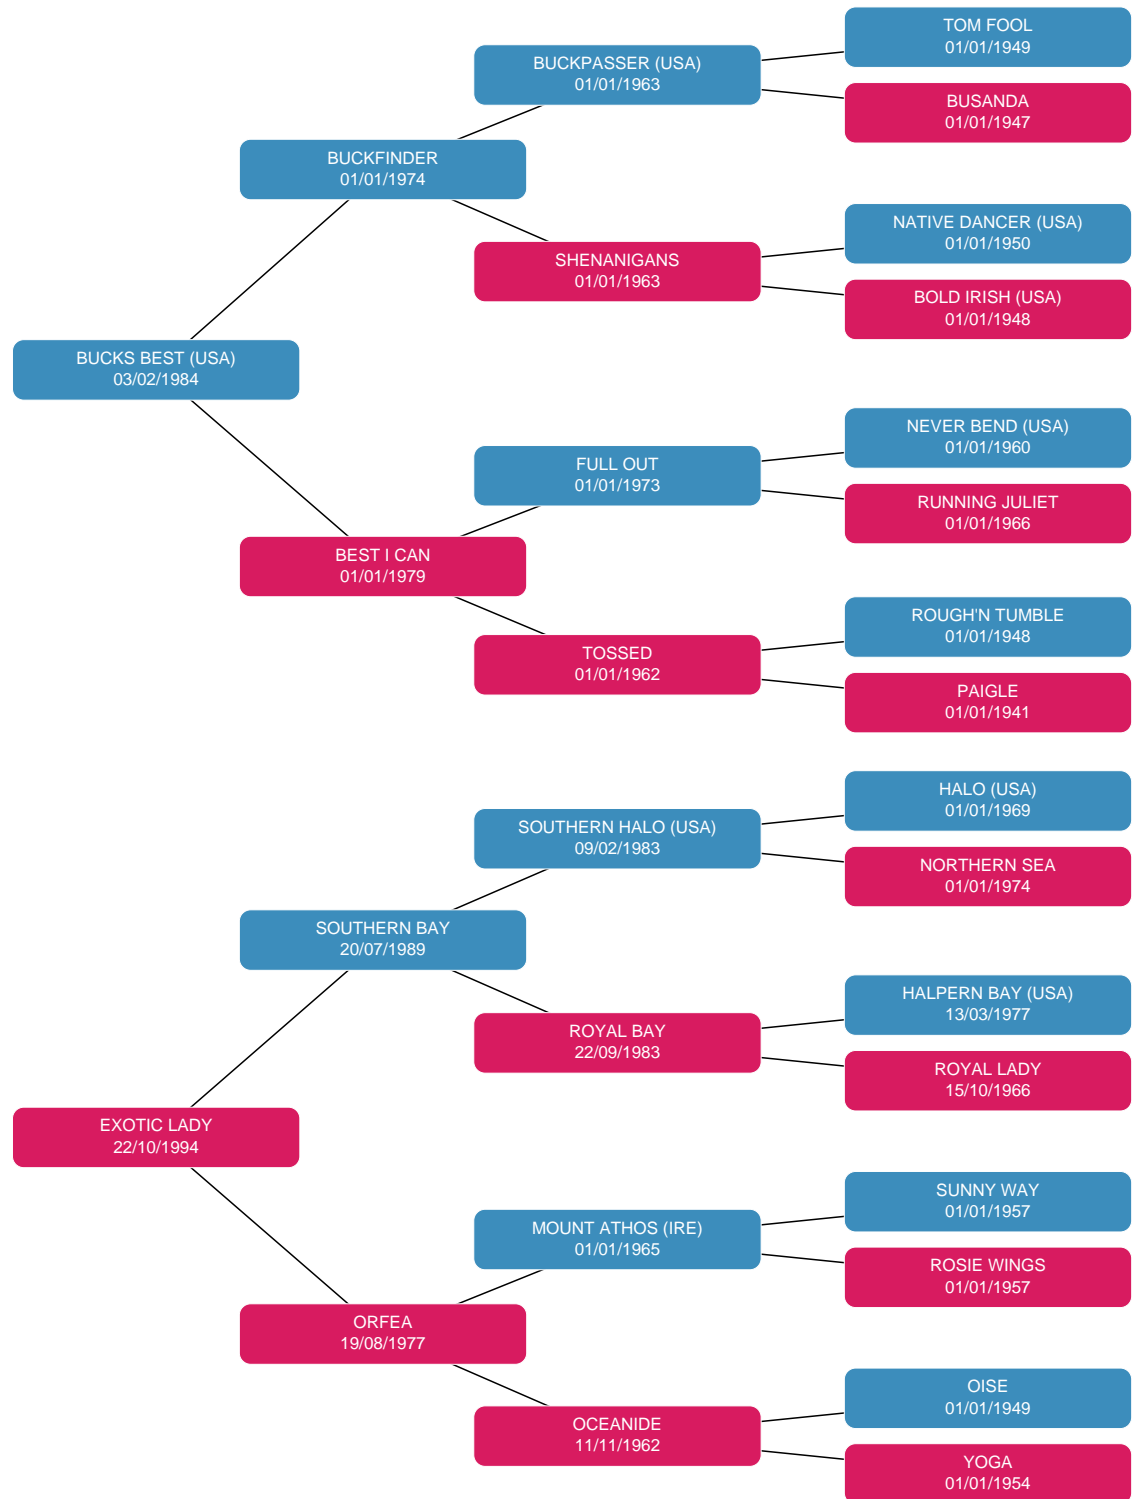 TOM FOOL
01/01/1949
BUCKPASSER (USA)
01/01/1963
BUSANDA
01/01/1947
BUCKFINDER
01/01/1974
NATIVE DANCER (USA)
01/01/1950
SHENANIGANS
01/01/1963
BOLD IRISH (USA)
01/01/1948
BUCKS BEST (USA)
03/02/1984
NEVER BEND (USA)
01/01/1960
FULL OUT
01/01/1973
RUNNING JULIET
01/01/1966
BEST I CAN
01/01/1979
ROUGH'N TUMBLE
01/01/1948
TOSSED
01/01/1962
PAIGLE
01/01/1941
HALO (USA)
01/01/1969
SOUTHERN HALO (USA)
09/02/1983
NORTHERN SEA
01/01/1974
SOUTHERN BAY
20/07/1989
HALPERN BAY (USA)
13/03/1977
ROYAL BAY
22/09/1983
ROYAL LADY
15/10/1966
EXOTIC LADY
22/10/1994
SUNNY WAY
01/01/1957
MOUNT ATHOS (IRE)
01/01/1965
ROSIE WINGS
01/01/1957
ORFEA
19/08/1977
OISE
01/01/1949
OCEANIDE
11/11/1962
YOGA
01/01/1954